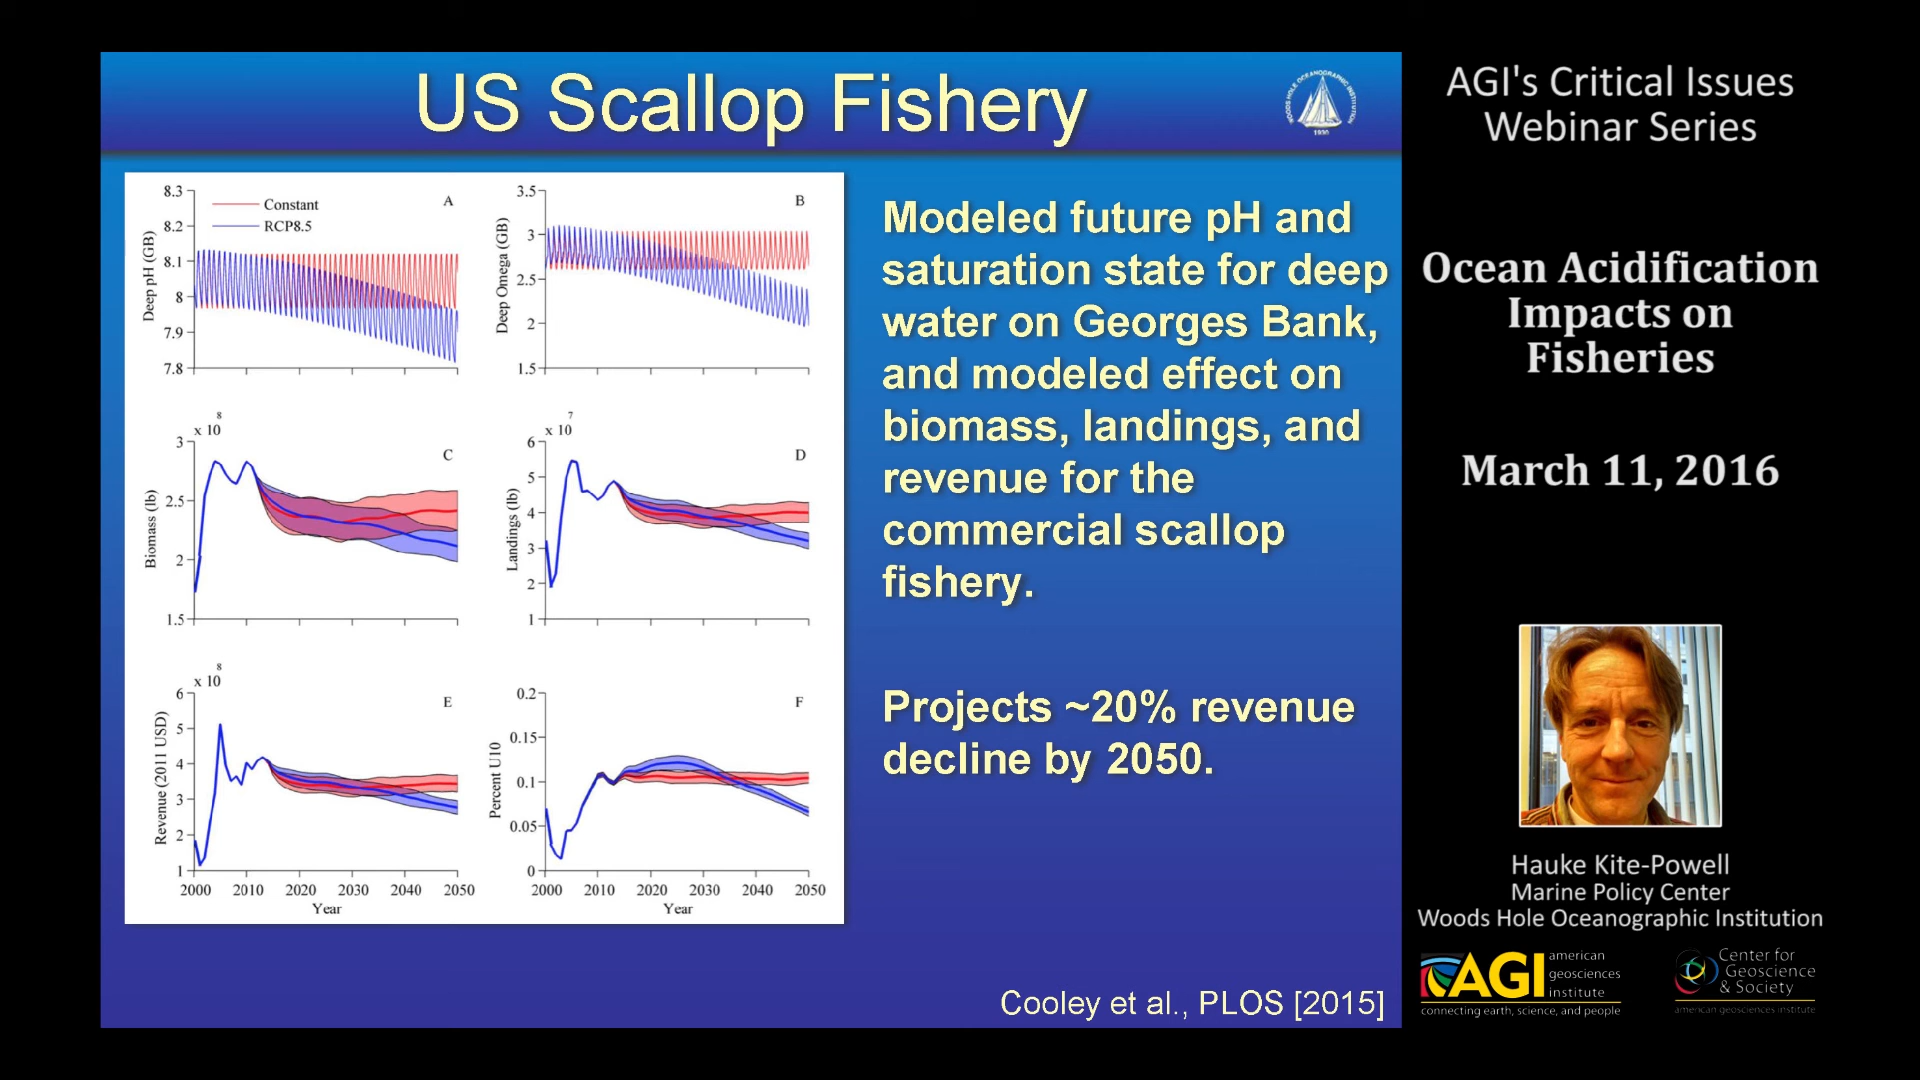 US Scallop Fishery
WOODS HOLE OCEANOGRAPHIC INSTITUTION
1930
Constant
RCP8.5
A
8.3
8.2
8.1
8
7.9
7.8
Deep pH (GB)
B
3.5
3
2.5
2
1.5
Deep Omega (GB)
x 10
8
C
3
2.5
2
1.5
Biomass (lb)
x 10
7
D
6
5
4
3
2
1
Landings (lb)
x 10
8
E
6
5
4
3
2
1
Revenue (2011 USD)
2000 2010 2020 2030 2040 2050
Year
F
0.2
0.15
0.1
0.05
0
Percent U10
2000 2010 2020 2030 2040 2050
Year
Modeled future pH and
saturation state for deep
water on Georges Bank,
and modeled effect on
biomass, landings, and
revenue for the
commercial scallop
fishery.
Projects ~20% revenue
decline by 2050.
Cooley et al., PLOS [2015]
AGI's Critical Issues
Webinar Series
Ocean Acidification
Impacts on
Fisheries
March 11, 2016
Hauke Kite-Powell
Marine Policy Center
Woods Hole Oceanographic Institution
AGI
american
geosciences
institute
connecting earth, science, and people
Center for
Geoscience
& Society
american geosciences institute